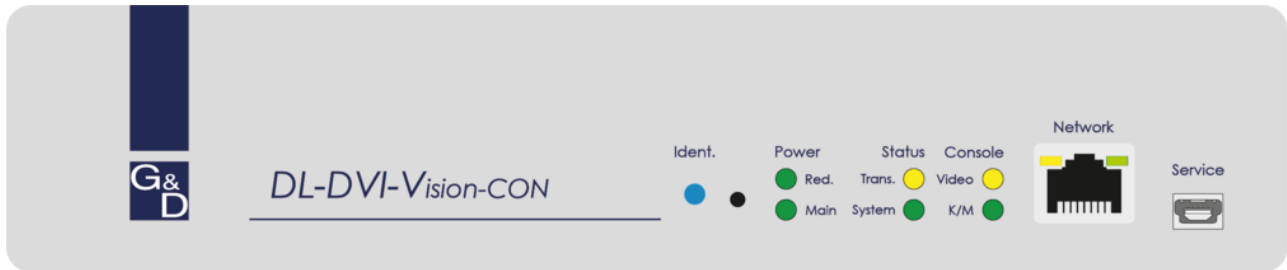 G&
D
DL-DVI-Vision-CON
Ident.
Power
Red.
Main
Status
Trans.
System
Console
Video
K/M
Network
Service